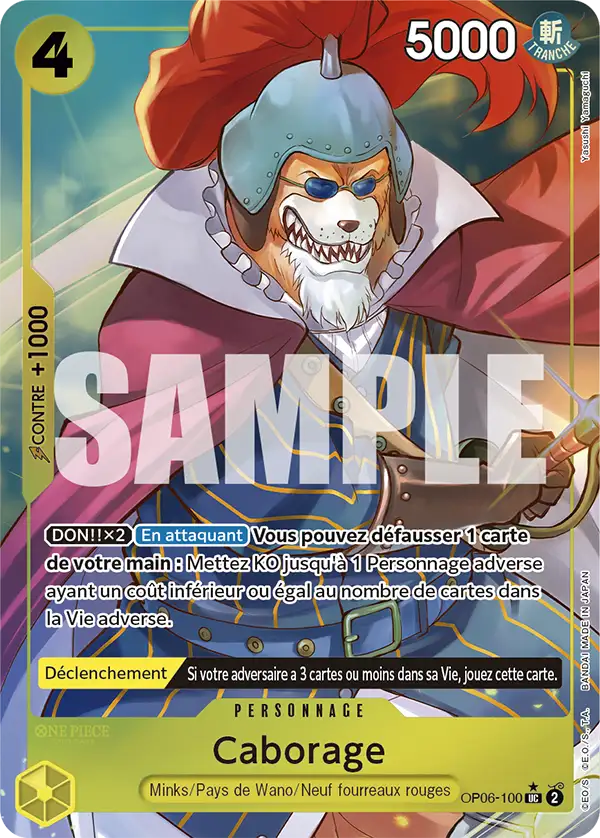 4
5000
斬
TRANCHE
Yasushi Yamaguchi
CONTRE +1000
SAMPLE
DON!!×2 En attaquant Vous pouvez défausser 1 carte
de votre main : Mettez KO jusqu'à 1 Personnage adverse
ayant un coût inférieur ou égal au nombre de cartes dans
la Vie adverse.
Déclenchement Si votre adversaire a 3 cartes ou moins dans sa Vie, jouez cette carte.
PERSONNAGE
ONE PIECE
Caborage
Minks/Pays de Wano/Neuf fourreaux rouges
OP06-100 UC 2
©E.O./S., T.A. BANDAI MADE IN JAPAN
©EO/S